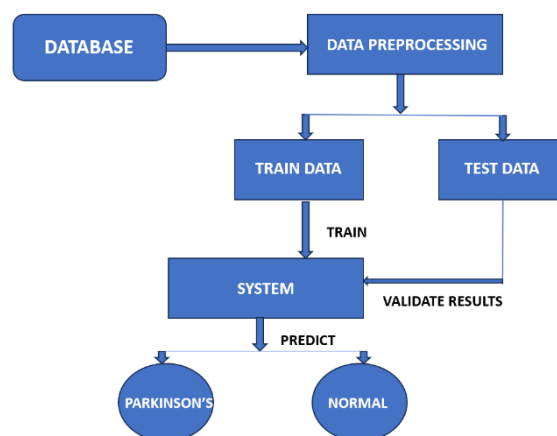 DATABASE
DATA PREPROCESSING
TRAIN DATA
TEST DATA
TRAIN
SYSTEM
VALIDATE RESULTS
PREDICT
PARKINSON'S
NORMAL